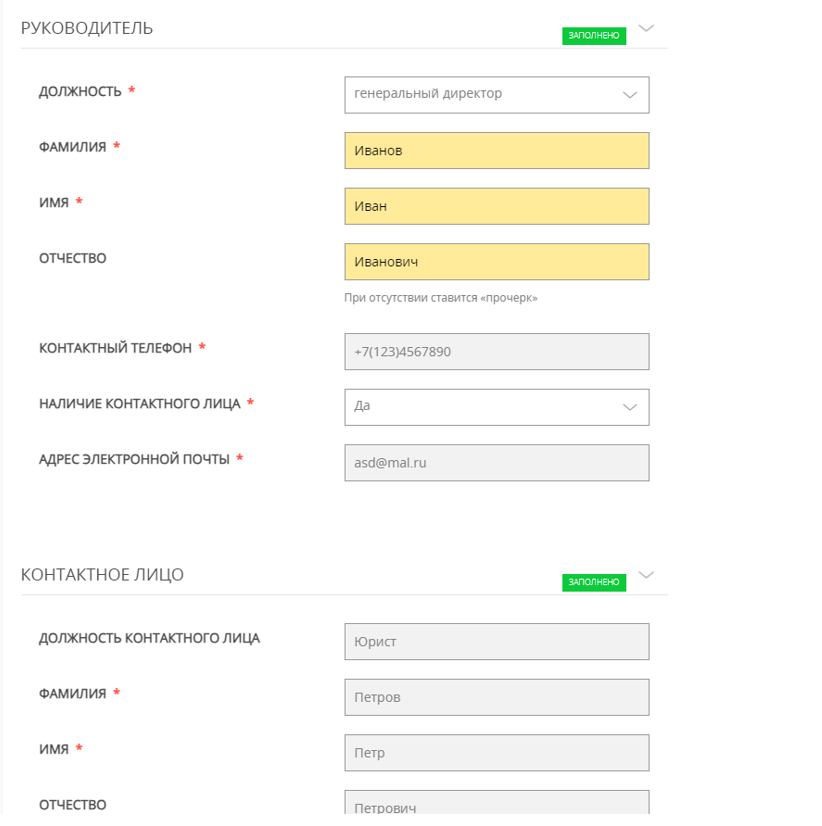 РУКОВОДИТЕЛЬ ЗАПОЛНЕНО
ДОЛЖНОСТЬ * генеральный директор
ФАМИЛИЯ * Иванов
ИМЯ * Иван
ОТЧЕСТВО Иванович
При отсутствии ставится «прочерк»
КОНТАКТНЫЙ ТЕЛЕФОН * +7(123)4567890
НАЛИЧИЕ КОНТАКТНОГО ЛИЦА * Да
АДРЕС ЭЛЕКТРОННОЙ ПОЧТЫ * asd@mal.ru
КОНТАКТНОЕ ЛИЦО ЗАПОЛНЕНО
ДОЛЖНОСТЬ КОНТАКТНОГО ЛИЦА Юрист
ФАМИЛИЯ * Петров
ИМЯ * Петр
ОТЧЕСТВО Петрович